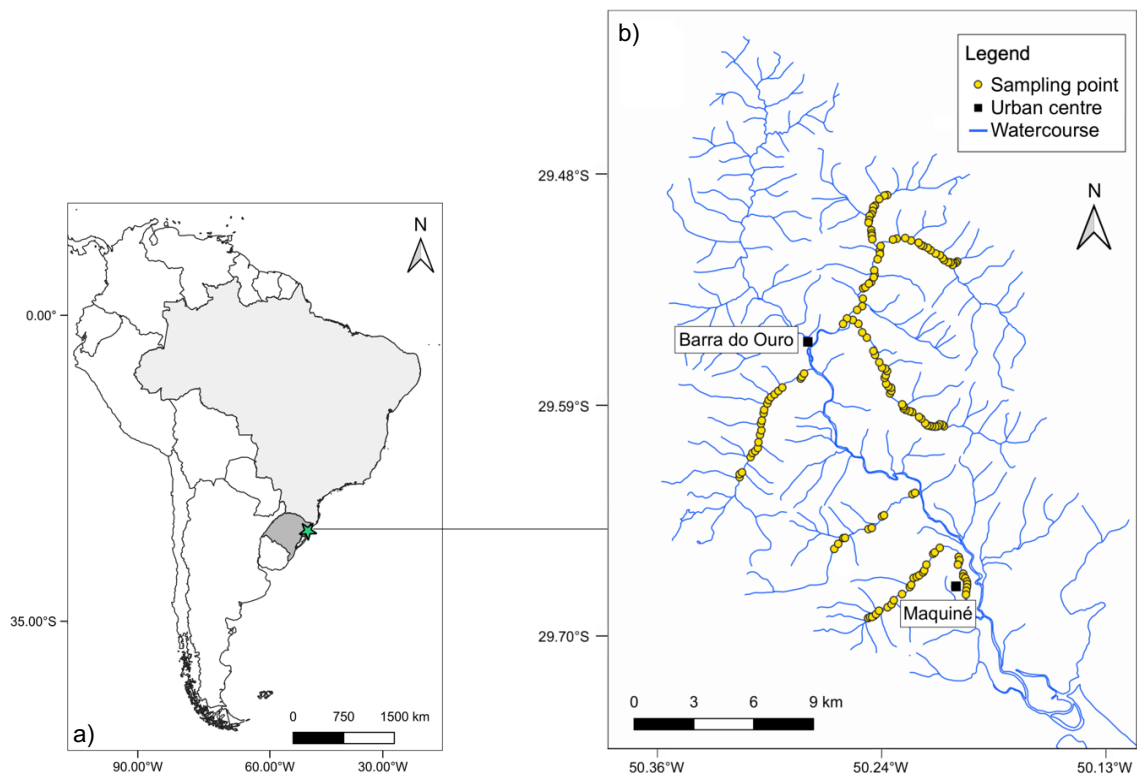 b)
Legend
Sampling point
Urban centre
Watercourse
29.48°S
N
N
0.00°
Barra do Ouro
29.59°S
35.00°S
Maquiné
29.70°S
0 3 6 9 km
0 750 1500 km
a)
90.00°W 60.00°W 30.00°W
50.36°W 50.24°W 50.13°W